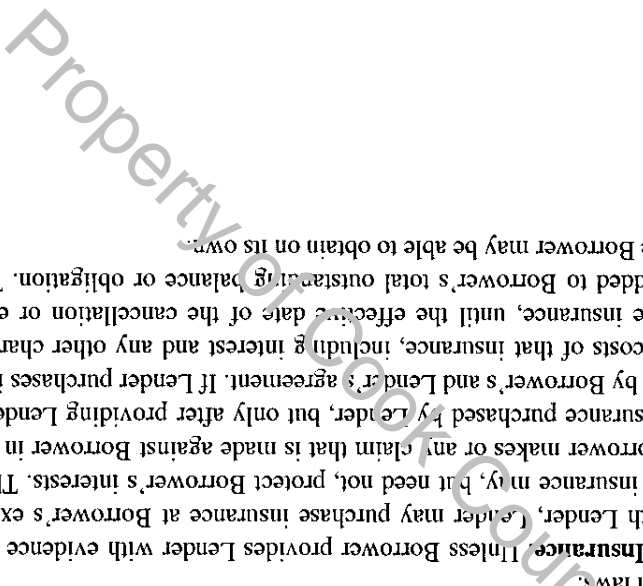 Laws.
Insurance. Unless Borrower provides Lender with evidence
h Lender, Lender may purchase insurance at Borrower's ex
insurance may, but need not, protect Borrower's interests. T
orrower makes or any claim that is made against Borrower in
surance purchased by Lender, but only after providing Lende
by Borrower's and Lender's agreement. If Lender purchases i
costs of that insurance, including interest and any other char
e insurance, until the effective date of the cancellation or e
dded to Borrower's total outstanding balance or obligation. T
e Borrower may be able to obtain on its own.
Property of Cook Coun